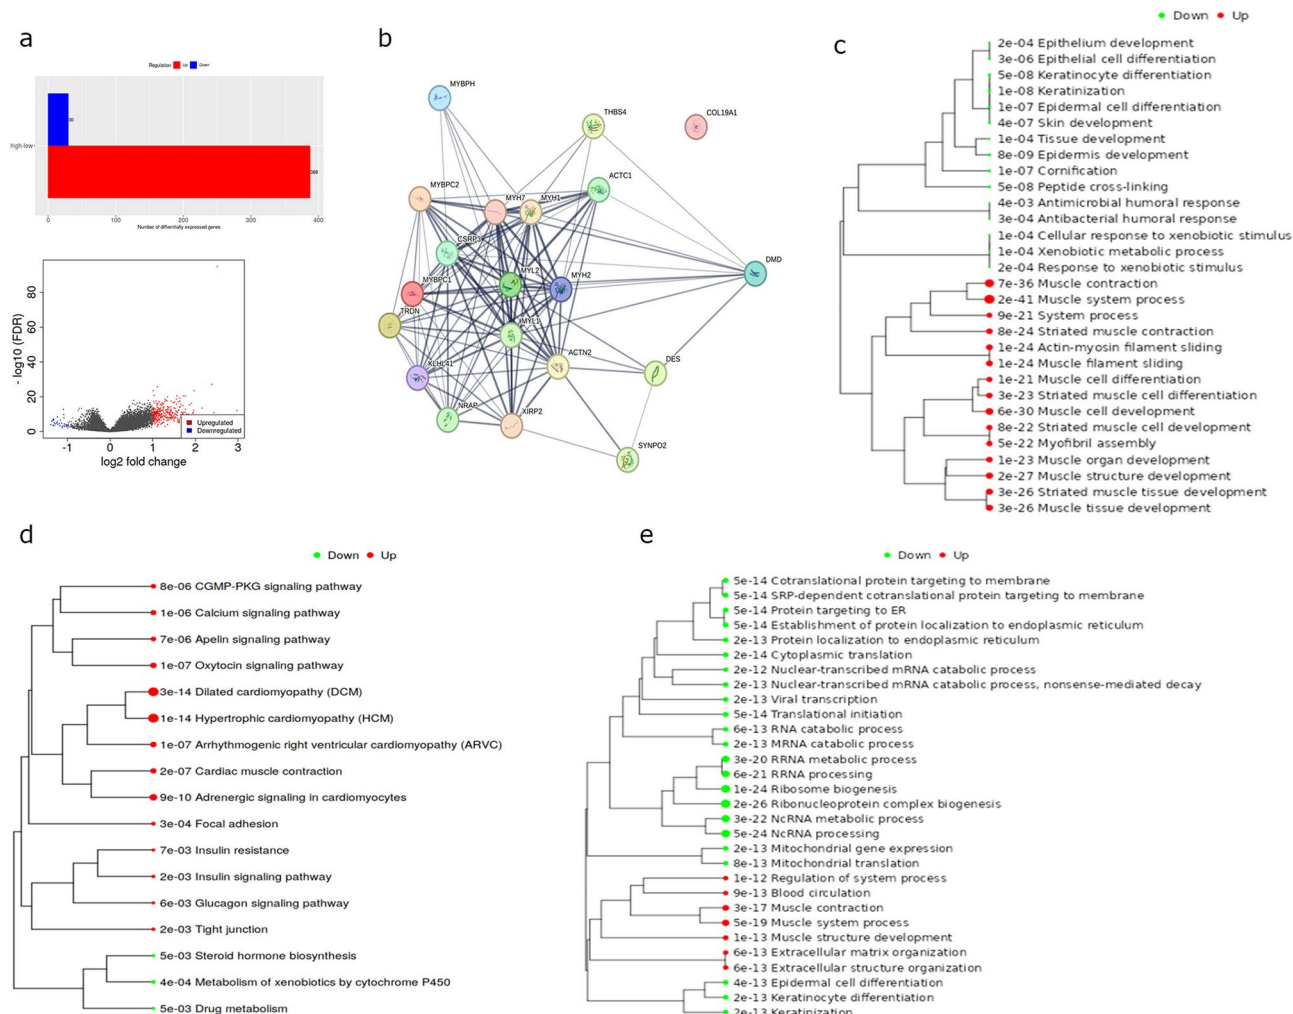 a
Regulation Up Down
30
high-low
388
0 100 200 300 400
Number of differentially expressed genes
80
60
40
20
0
- log10 (FDR)
Upregulated
Downregulated
-1 0 1 2 3
log2 fold change
b
MYBPH
THBS4
COL19A1
ACTC1
MYBPC2
MYH7
MYH1
CSRP3
DMD
MYL2
MYH2
MYBPC1
TRDN
MYL1
ACTN2
DES
KLHL41
NRAP
XIRP2
SYNPO2
c
Down Up
2e-04 Epithelium development
3e-06 Epithelial cell differentiation
5e-08 Keratinocyte differentiation
1e-08 Keratinization
1e-07 Epidermal cell differentiation
4e-07 Skin development
1e-04 Tissue development
8e-09 Epidermis development
1e-07 Cornification
5e-08 Peptide cross-linking
4e-03 Antimicrobial humoral response
3e-04 Antibacterial humoral response
1e-04 Cellular response to xenobiotic stimulus
1e-04 Xenobiotic metabolic process
2e-04 Response to xenobiotic stimulus
7e-36 Muscle contraction
2e-41 Muscle system process
9e-21 System process
8e-24 Striated muscle contraction
1e-24 Actin-myosin filament sliding
1e-24 Muscle filament sliding
1e-21 Muscle cell differentiation
3e-23 Striated muscle cell differentiation
6e-30 Muscle cell development
8e-22 Striated muscle cell development
5e-22 Myofibril assembly
1e-23 Muscle organ development
2e-27 Muscle structure development
3e-26 Striated muscle tissue development
3e-26 Muscle tissue development
d
Down Up
8e-06 CGMP-PKG signaling pathway
1e-06 Calcium signaling pathway
7e-06 Apelin signaling pathway
1e-07 Oxytocin signaling pathway
3e-14 Dilated cardiomyopathy (DCM)
1e-14 Hypertrophic cardiomyopathy (HCM)
1e-07 Arrhythmogenic right ventricular cardiomyopathy (ARVC)
2e-07 Cardiac muscle contraction
9e-10 Adrenergic signaling in cardiomyocytes
3e-04 Focal adhesion
7e-03 Insulin resistance
2e-03 Insulin signaling pathway
6e-03 Glucagon signaling pathway
2e-03 Tight junction
5e-03 Steroid hormone biosynthesis
4e-04 Metabolism of xenobiotics by cytochrome P450
5e-03 Drug metabolism
e
Down Up
5e-14 Cotranslational protein targeting to membrane
5e-14 SRP-dependent cotranslational protein targeting to membrane
5e-14 Protein targeting to ER
5e-14 Establishment of protein localization to endoplasmic reticulum
2e-13 Protein localization to endoplasmic reticulum
2e-14 Cytoplasmic translation
2e-12 Nuclear-transcribed mRNA catabolic process
2e-13 Nuclear-transcribed mRNA catabolic process, nonsense-mediated decay
2e-13 Viral transcription
5e-14 Translational initiation
6e-13 RNA catabolic process
2e-13 MRNA catabolic process
3e-20 RRNA metabolic process
6e-21 RRNA processing
1e-24 Ribosome biogenesis
2e-26 Ribonucleoprotein complex biogenesis
3e-22 NcRNA metabolic process
5e-24 NcRNA processing
2e-13 Mitochondrial gene expression
8e-13 Mitochondrial translation
1e-12 Regulation of system process
9e-13 Blood circulation
3e-17 Muscle contraction
5e-19 Muscle system process
1e-13 Muscle structure development
6e-13 Extracellular matrix organization
6e-13 Extracellular structure organization
4e-13 Epidermal cell differentiation
2e-13 Keratinocyte differentiation
2e-13 Keratinization